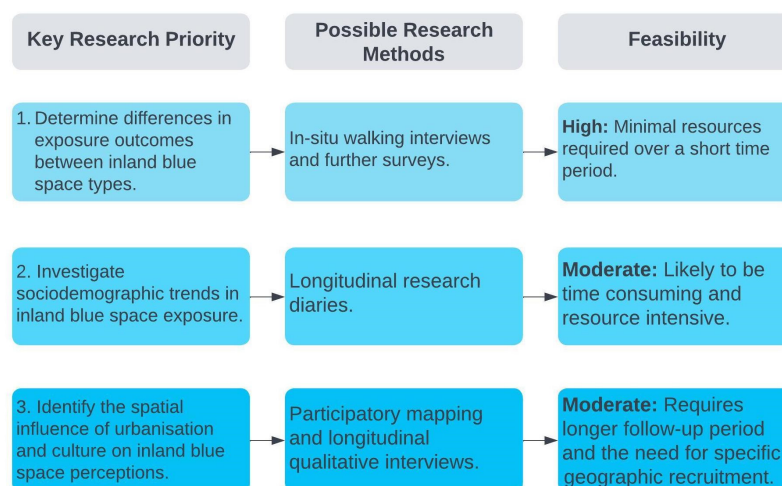 Key Research Priority
Possible Research
Methods
Feasibility
1. Determine differences in
exposure outcomes
between inland blue
space types.
In-situ walking interviews
and further surveys.
High: Minimal resources
required over a short time
period.
2. Investigate
sociodemographic trends in
inland blue space exposure.
Longitudinal research
diaries.
Moderate: Likely to be
time consuming and
resource intensive.
3. Identify the spatial
influence of urbanisation
and culture on inland blue
space perceptions.
Participatory mapping
and longitudinal
qualitative interviews.
Moderate: Requires
longer follow-up period
and the need for specific
geographic recruitment.